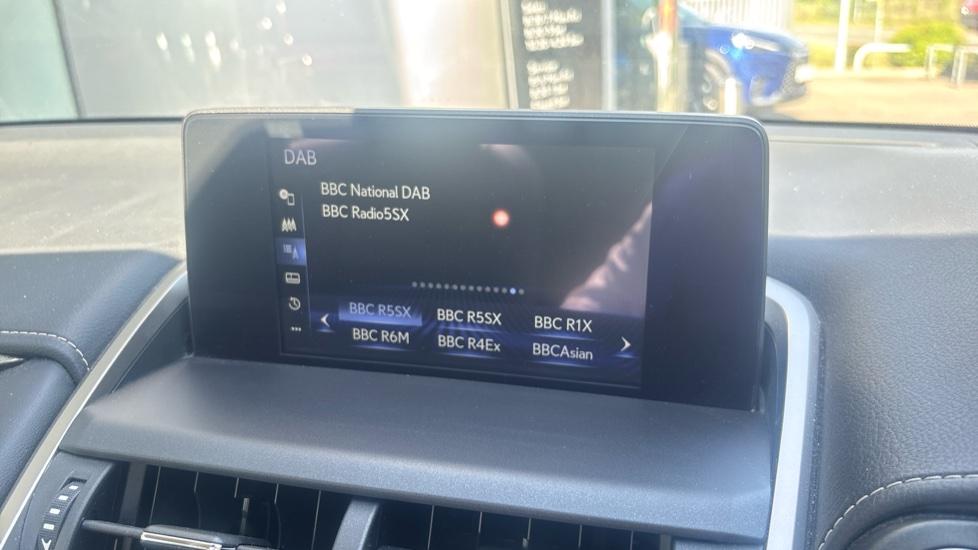 DAB
BBC National DAB
BBC Radio5SX
BBC R5SX BBC R5SX BBC R1X
BBC R6M BBC R4Ex BBCAsian